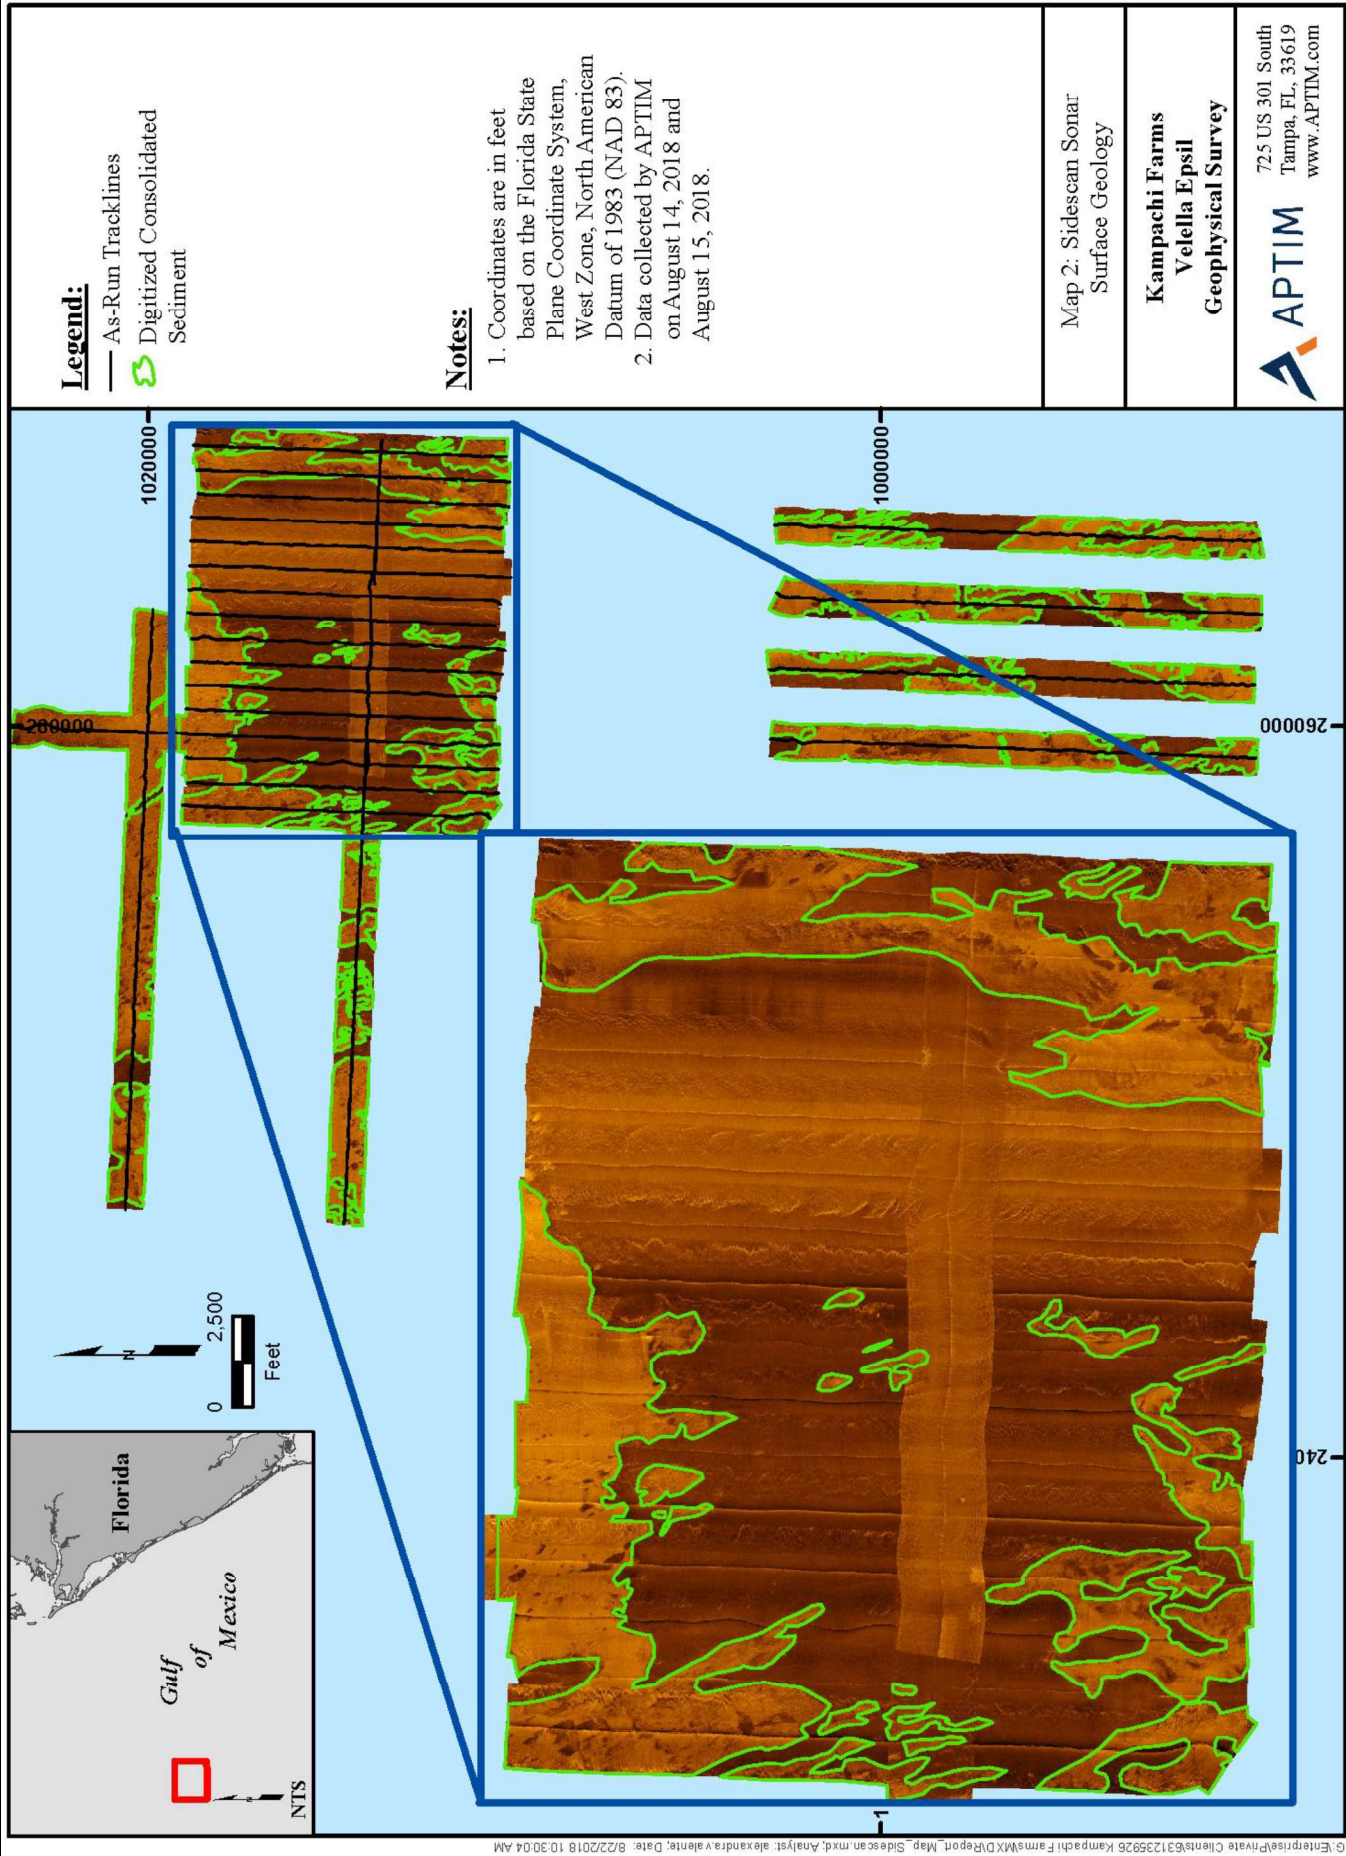 Legend:
As-Run Tracklines
Digitized Consolidated
Sediment
Notes:
1. Coordinates are in feet
based on the Florida State
Plane Coordinate System,
West Zone, North American
Datum of 1983 (NAD 83).
2. Data collected by APTIM
on August 14, 2018 and
August 15, 2018.
Map 2: Sidescan Sonar
Surface Geology
Kampachi Farms
Velella Epsil
Geophysical Survey
APTIM
725 US 301 South
Tampa, FL, 33619
www.APTIM.com
Florida
Gulf
of
Mexico
N
NTS
N
0 2,500
Feet
1020000
1000000
280000
260000
240
1